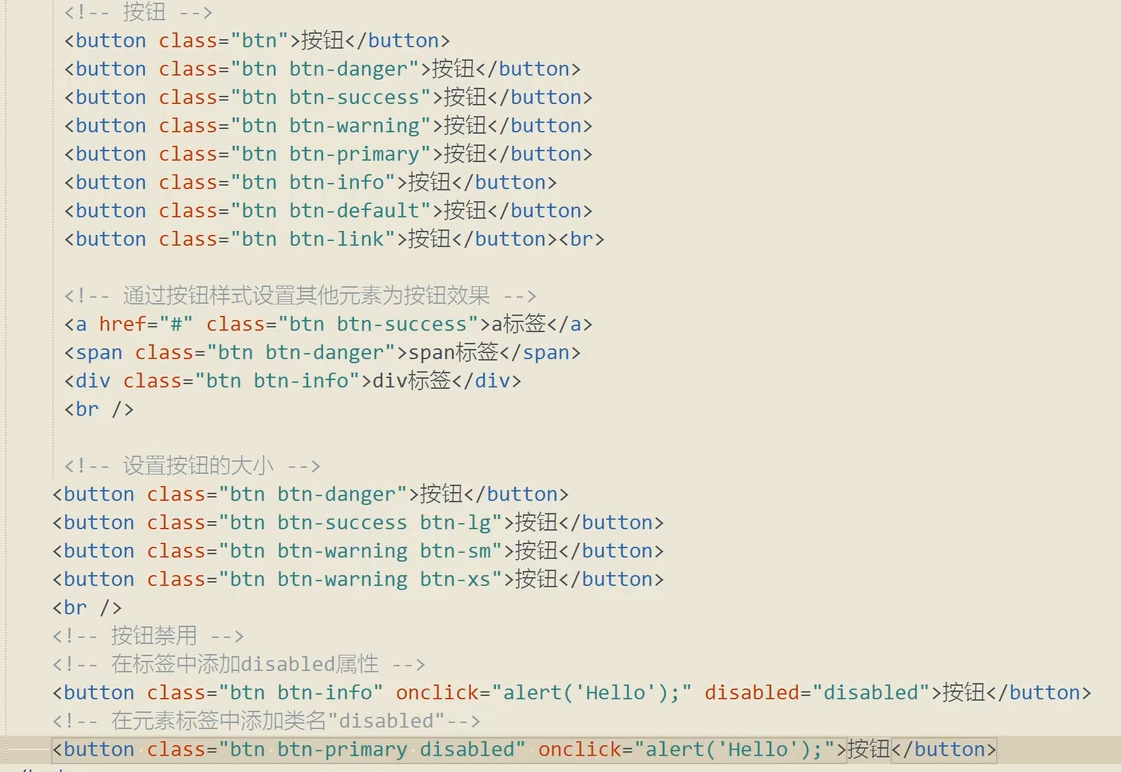 <!-- 按钮 -->
<button class="btn">按钮</button>
<button class="btn btn-danger">按钮</button>
<button class="btn btn-success">按钮</button>
<button class="btn btn-warning">按钮</button>
<button class="btn btn-primary">按钮</button>
<button class="btn btn-info">按钮</button>
<button class="btn btn-default">按钮</button>
<button class="btn btn-link">按钮</button><br>
<!-- 通过按钮样式设置其他元素为按钮效果 -->
<a href="#" class="btn btn-success">a标签</a>
<span class="btn btn-danger">span标签</span>
<div class="btn btn-info">div标签</div>
<br />
<!-- 设置按钮的大小 -->
<button class="btn btn-danger">按钮</button>
<button class="btn btn-success btn-lg">按钮</button>
<button class="btn btn-warning btn-sm">按钮</button>
<button class="btn btn-warning btn-xs">按钮</button>
<br />
<!-- 按钮禁用 -->
<!-- 在标签中添加disabled属性 -->
<button class="btn btn-info" onclick="alert('Hello');" disabled="disabled">按钮</button>
<!-- 在元素标签中添加类名"disabled"-->
<button class="btn btn-primary disabled" onclick="alert('Hello');">按钮</button>